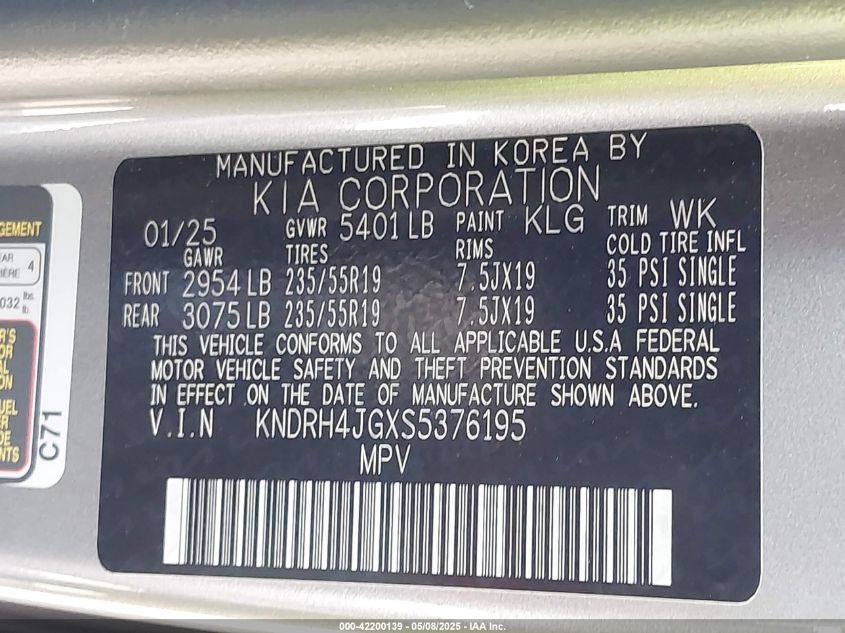 MANUFACTURED IN KOREA BY
KIA CORPORATION
01/25 GVWR 5401 LB PAINT KLG TRIM WK
GAWR TIRES RIMS COLD TIRE INFL
FRONT 2954 LB 235/55R19 7.5JX19 35 PSI SINGLE
REAR 3075 LB 235/55R19 7.5JX19 35 PSI SINGLE
THIS VEHICLE CONFORMS TO ALL APPLICABLE U.S.A FEDERAL
MOTOR VEHICLE SAFETY AND THEFT PREVENTION STANDARDS
IN EFFECT ON THE DATE OF MANUFACTURE SHOWN ABOVE.
V.I.N KNDRH4JGXS5376195
MPV
4
lbs.
C71
000-42200139 - 05/08/2025 - IAA Inc.